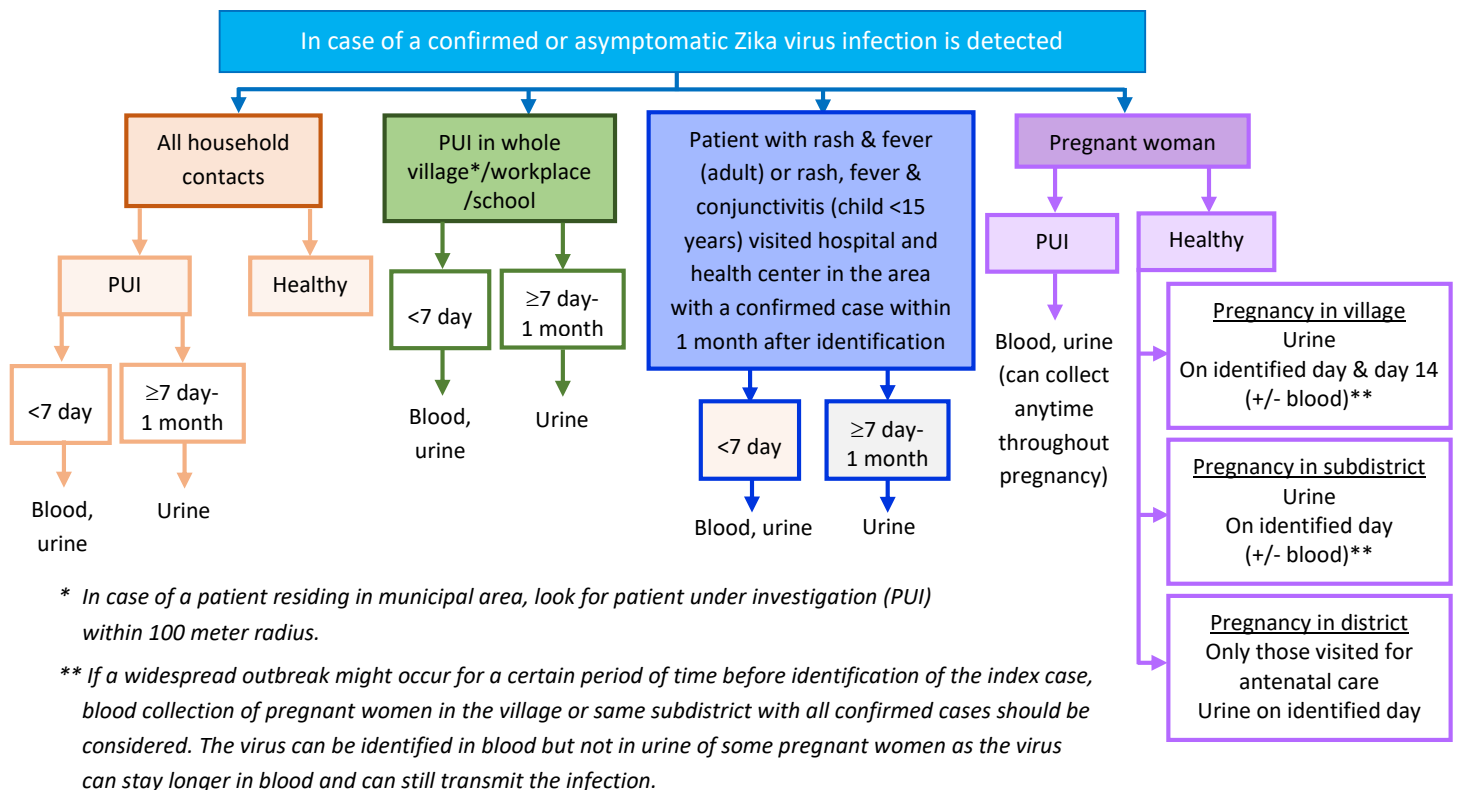 In case of a confirmed or asymptomatic Zika virus infection is detected
All household
contacts
PUI
Healthy
<7 day
≥7 day-
1 month
Blood,
urine
Urine
PUI in whole
village*/workplace
/school
<7 day
≥7 day-
1 month
Blood,
urine
Urine
Patient with rash & fever
(adult) or rash, fever &
conjunctivitis (child <15
years) visited hospital and
health center in the area
with a confirmed case within
1 month after identification
<7 day
≥7 day-
1 month
Blood, urine
Urine
Pregnant woman
PUI
Healthy
Blood, urine
(can collect
anytime
throughout
pregnancy)
Pregnancy in village
Urine
On identified day & day 14
(+/- blood)**
Pregnancy in subdistrict
Urine
On identified day
(+/- blood)**
Pregnancy in district
Only those visited for
antenatal care
Urine on identified day
* In case of a patient residing in municipal area, look for patient under investigation (PUI)
within 100 meter radius.
** If a widespread outbreak might occur for a certain period of time before identification of the index case,
blood collection of pregnant women in the village or same subdistrict with all confirmed cases should be
considered. The virus can be identified in blood but not in urine of some pregnant women as the virus
can stay longer in blood and can still transmit the infection.